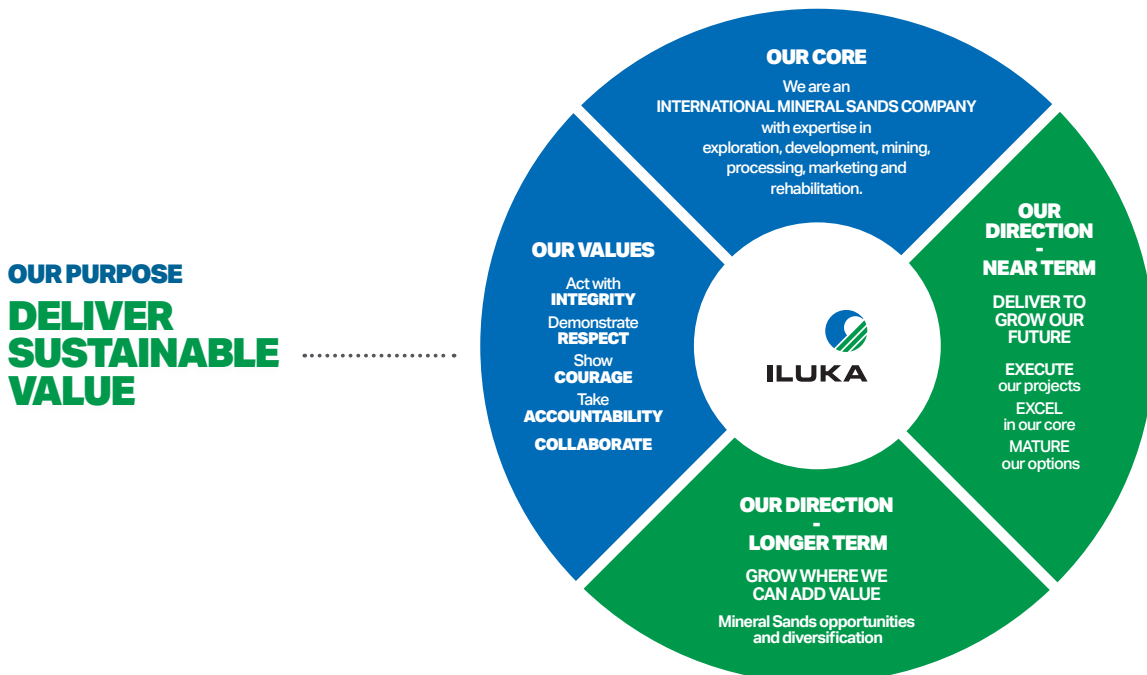 OUR PURPOSE
DELIVER
SUSTAINABLE
VALUE
OUR CORE
We are an
INTERNATIONAL MINERAL SANDS COMPANY
with expertise in
exploration, development, mining,
processing, marketing and
rehabilitation.
OUR VALUES
Act with
INTEGRITY
Demonstrate
RESPECT
Show
COURAGE
Take
ACCOUNTABILITY
COLLABORATE
ILUKA
OUR
DIRECTION
-
NEAR TERM
DELIVER TO
GROW OUR
FUTURE
EXECUTE
our projects
EXCEL
in our core
MATURE
our options
OUR DIRECTION
-
LONGER TERM
GROW WHERE WE
CAN ADD VALUE
Mineral Sands opportunities
and diversification